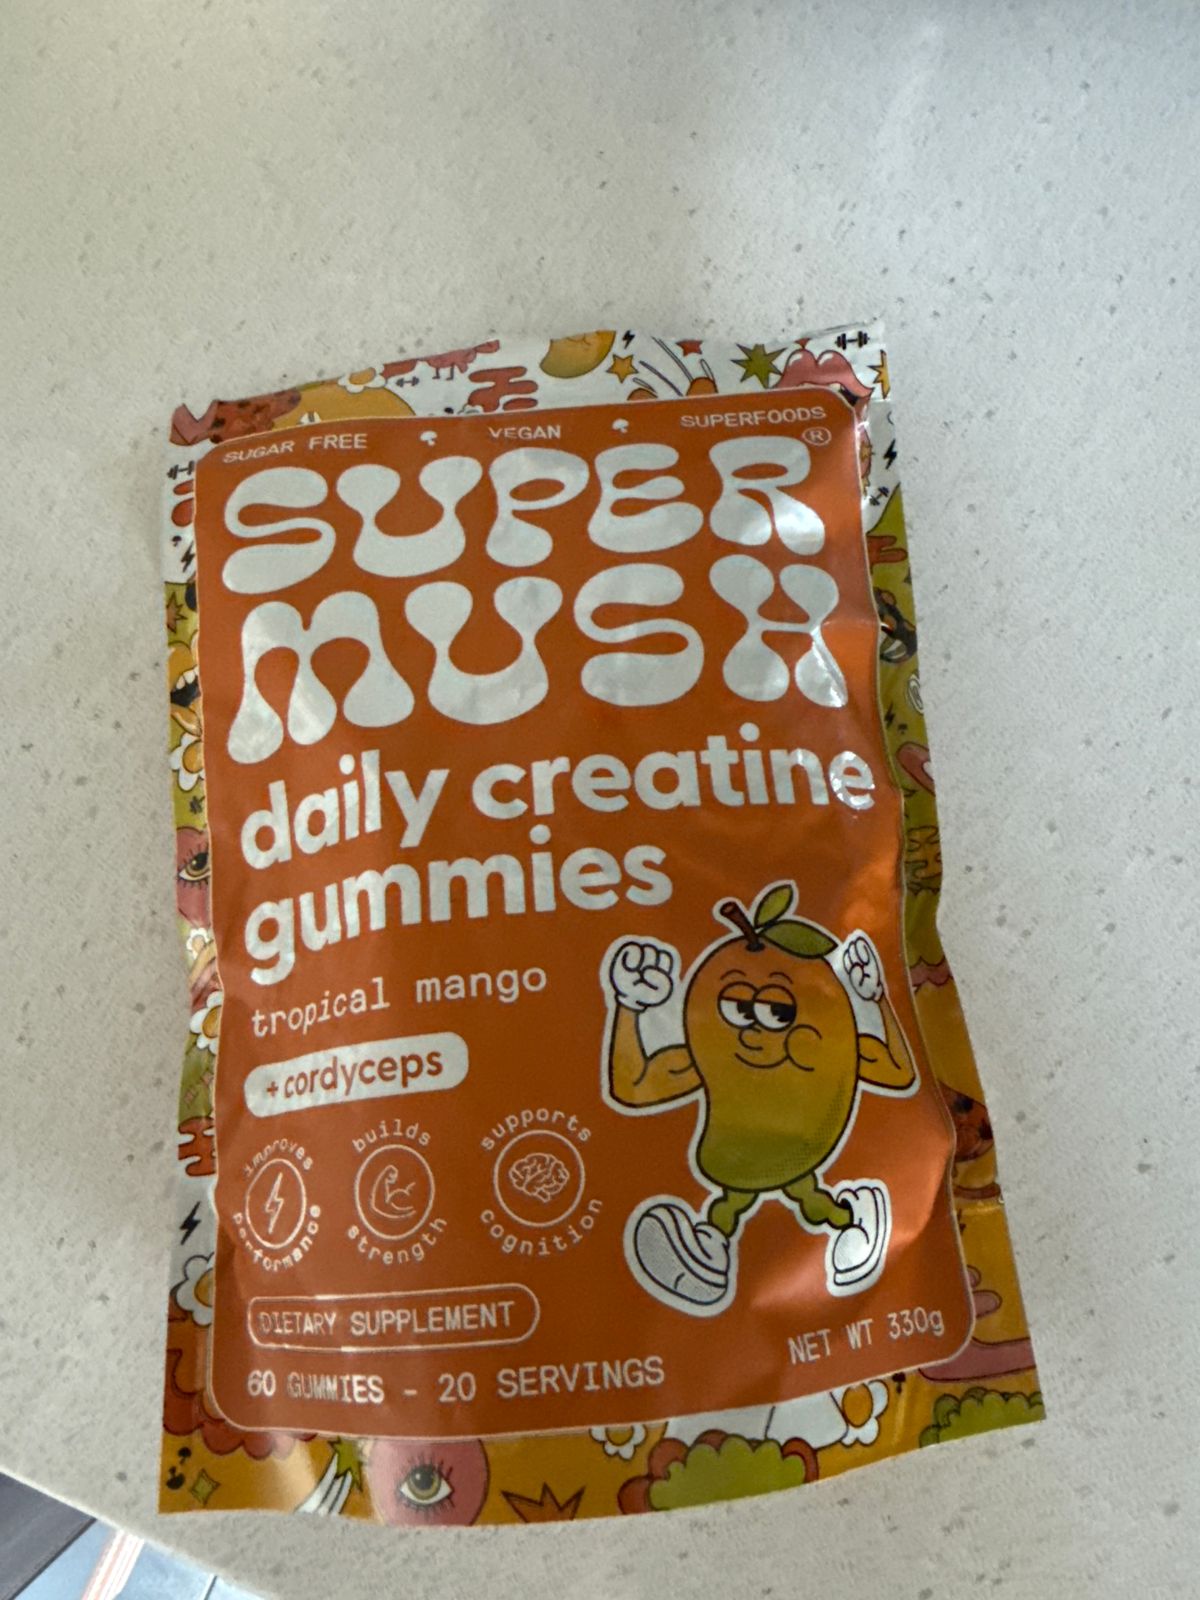 SUGAR FREE VEGAN SUPERFOODS
SUPER®
MUSH
daily creatine
gummies
tropical mango
+cordyceps
improves performance
builds strength
supports cognition
DIETARY SUPPLEMENT
60 GUMMIES - 20 SERVINGS
NET WT 330g